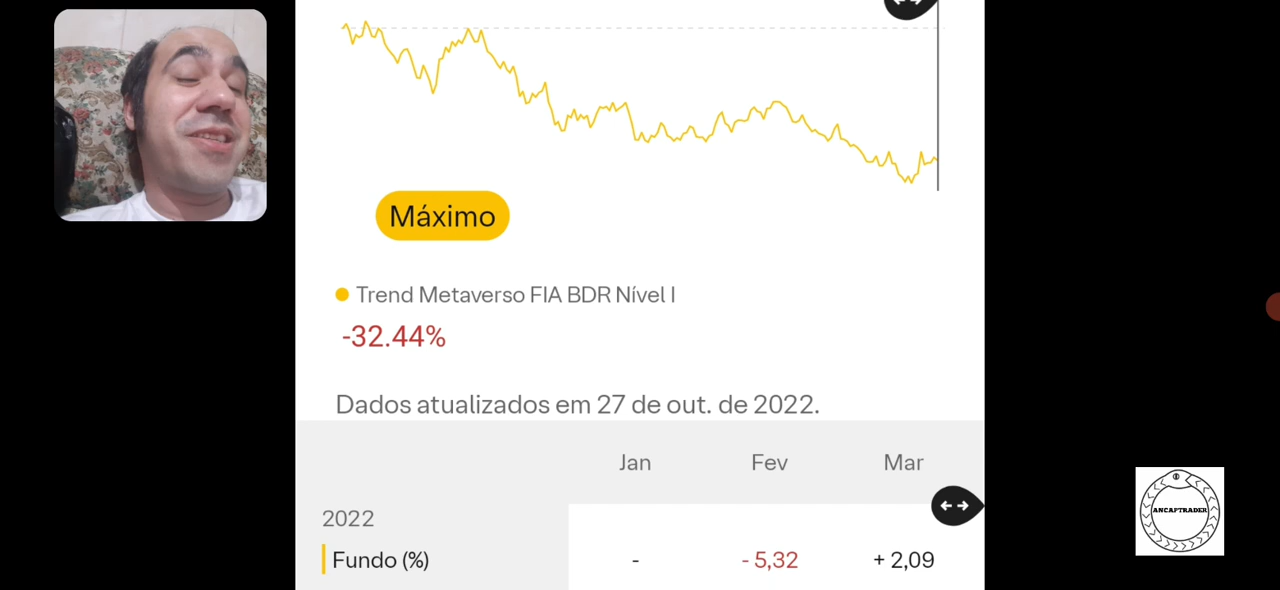 Máximo
Trend Metaverso FIA BDR Nível I
-32.44%
Dados atualizados em 27 de out. de 2022.
Jan Fev Mar
2022
Fundo (%) - - 5,32 + 2,09
ANCAPTRADER